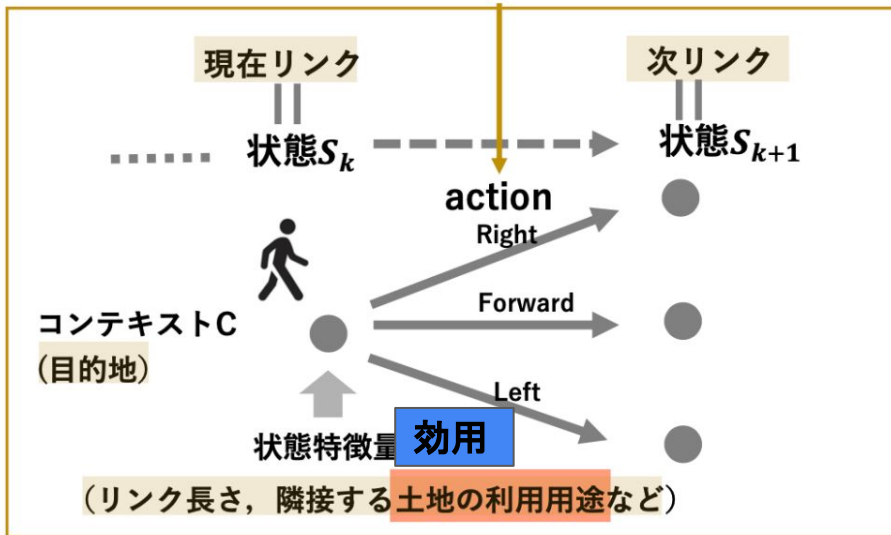 現在リンク
次リンク
状態Sk
状態Sk+1
action
Right
Forward
コンテキストC
(目的地)
Left
状態特徴量
効用
(リンク長さ，隣接する土地の利用用途など)